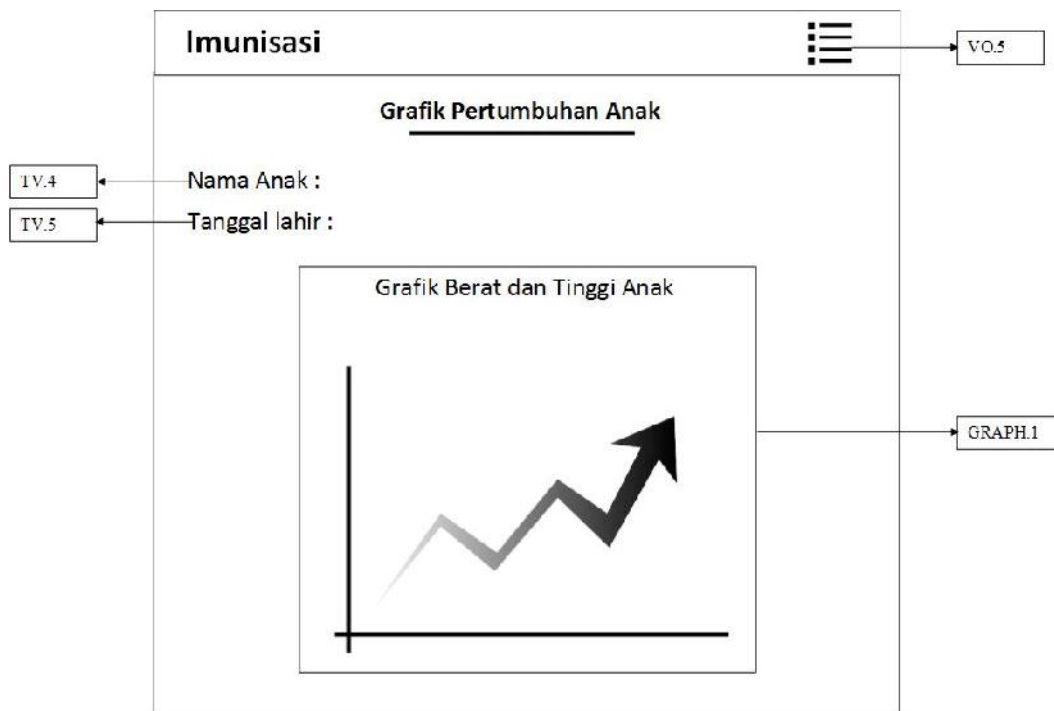 Imunisasi
VO.5
Grafik Pertumbuhan Anak
TV.4
Nama Anak :
TV.5
Tanggal lahir :
Grafik Berat dan Tinggi Anak
GRAPH.1